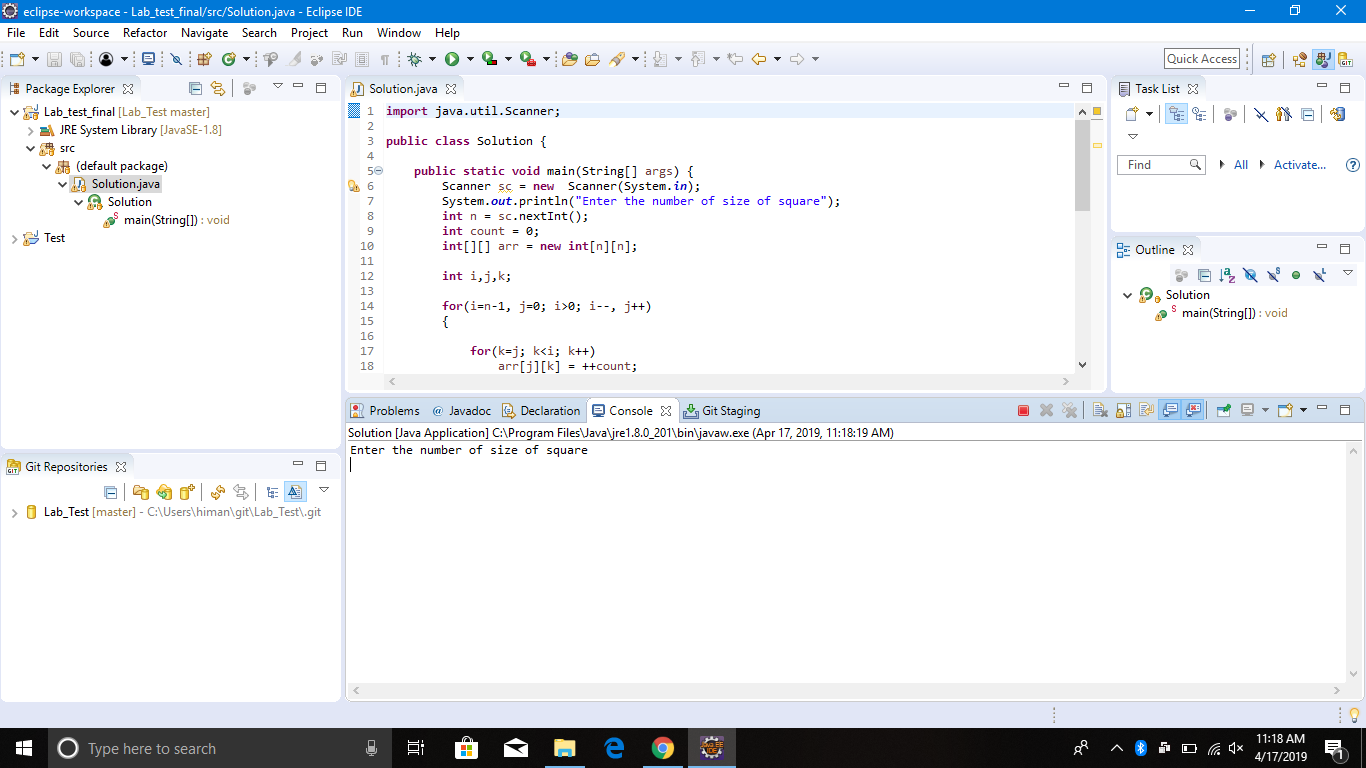 eclipse-workspace - Lab_test_final/src/Solution.java - Eclipse IDE
File Edit Source Refactor Navigate Search Project Run Window Help
Quick Access
Package Explorer
Lab_test_final [Lab_Test master]
JRE System Library [JavaSE-1.8]
src
(default package)
Solution.java
Solution
main(String[]) : void
Test
Git Repositories
Lab_Test [master] - C:\Users\himan\git\Lab_Test\.git
Solution.java
1 import java.util.Scanner;
2
3 public class Solution {
4
5 public static void main(String[] args) {
6 Scanner sc = new  Scanner(System.in);
7 System.out.println("Enter the number of size of square");
8 int n = sc.nextInt();
9 int count = 0;
10 int[][] arr = new int[n][n];
11
12 int i,j,k;
13
14 for(i=n-1, j=0; i>0; i--, j++)
15 {
16
17 for(k=j; k<i; k++)
18 arr[j][k] = ++count;
Task List
Find All Activate...
Outline
Solution
main(String[]) : void
Problems @ Javadoc Declaration Console Git Staging
Solution [Java Application] C:\Program Files\Java\jre1.8.0_201\bin\javaw.exe (Apr 17, 2019, 11:18:19 AM)
Enter the number of size of square
Type here to search
11:18 AM
4/17/2019
1